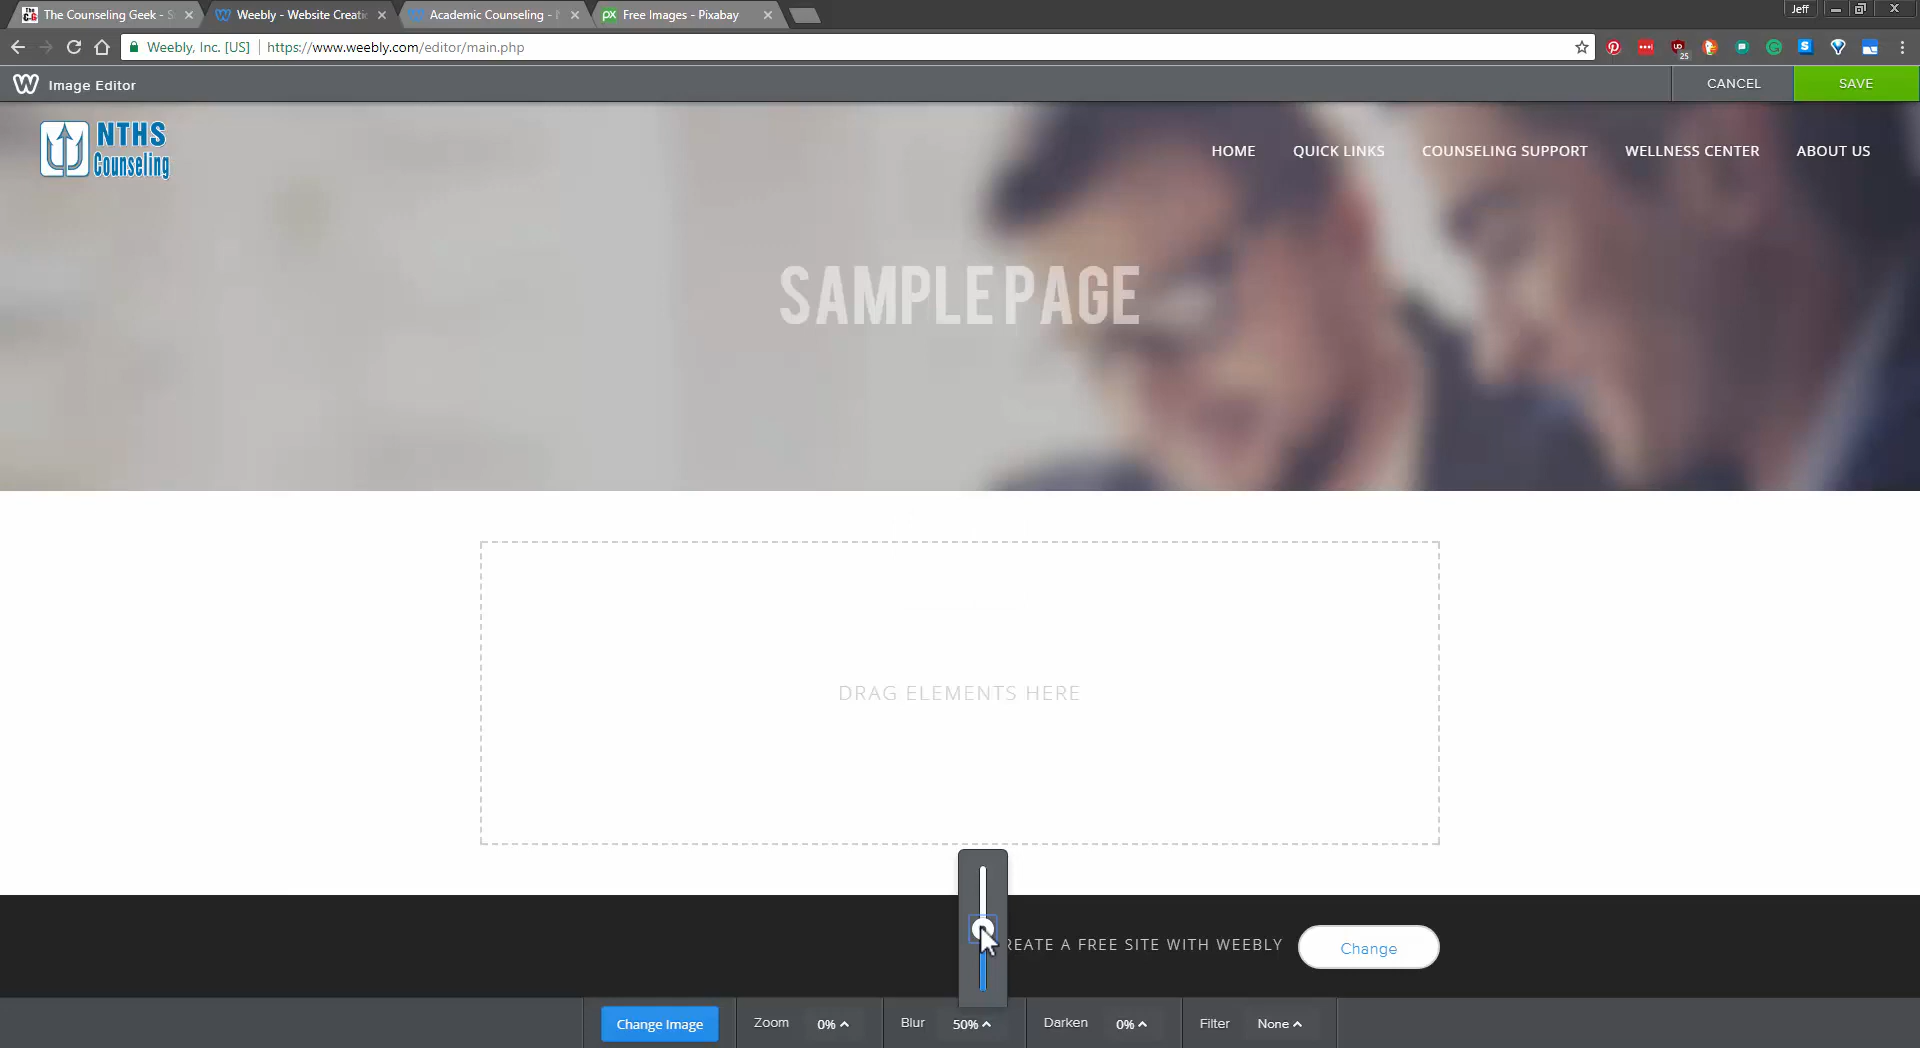 The Counseling Geek - S
Weebly - Website Creatic
Academic Counseling -
Free Images - Pixabay
Jeff
Weebly, Inc. [US]
https://www.weebly.com/editor/main.php
25
Image Editor
CANCEL
SAVE
NTHS
Counseling
HOME
QUICK LINKS
COUNSELING SUPPORT
WELLNESS CENTER
ABOUT US
SAMPLE PAGE
DRAG ELEMENTS HERE
REATE A FREE SITE WITH WEEBLY
Change
Change Image
Zoom 0%
Blur 50%
Darken 0%
Filter None